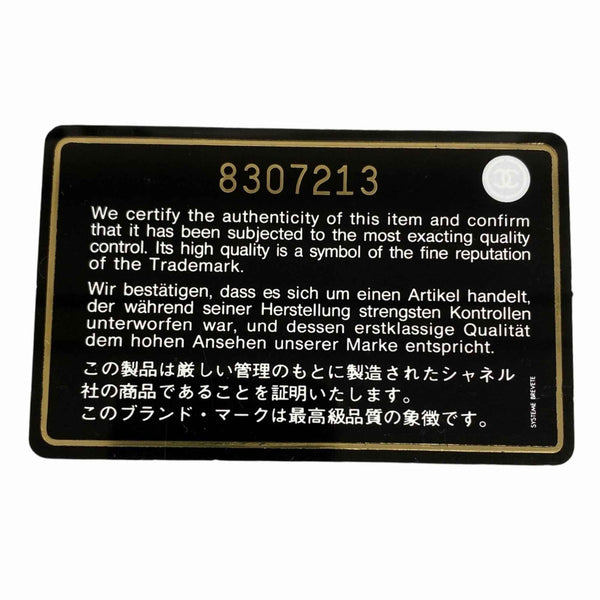 8307213
We certify the authenticity of this item and confirm
that it has been subjected to the most exacting quality
control. Its high quality is a symbol of the fine reputation
of the Trademark.
Wir bestätigen, dass es sich um einen Artikel handelt,
der während seiner Herstellung strengsten Kontrollen
unterworfen war, und dessen erstklassige Qualität
dem hohen Ansehen unserer Marke entspricht.
この製品は厳しい管理のもとに製造されたシャネル
社の商品であることを証明いたします。
このブランド・マークは最高級品質の象徴です。
SYSTEME BREVETE